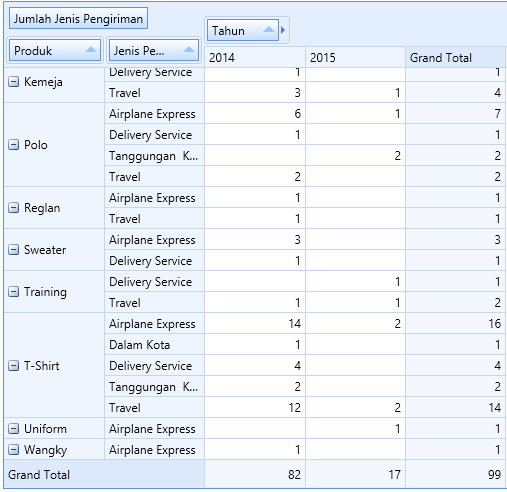 Jumlah Jenis Pengiriman
Tahun
Produk Jenis Pe...
2014 2015 Grand Total
Kemeja Delivery Service 1 1
Travel 3 1 4
Polo Airplane Express 6 1 7
Delivery Service 1 1
Tanggungan K... 2 2
Travel 2 2
Reglan Airplane Express 1 1
Travel 1 1
Sweater Airplane Express 3 3
Delivery Service 1 1
Training Delivery Service 1 1
Travel 1 1 2
T-Shirt Airplane Express 14 2 16
Dalam Kota 1 1
Delivery Service 4 4
Tanggungan K... 2 2
Travel 12 2 14
Uniform Airplane Express 1 1
Wangky Airplane Express 1 1
Grand Total 82 17 99